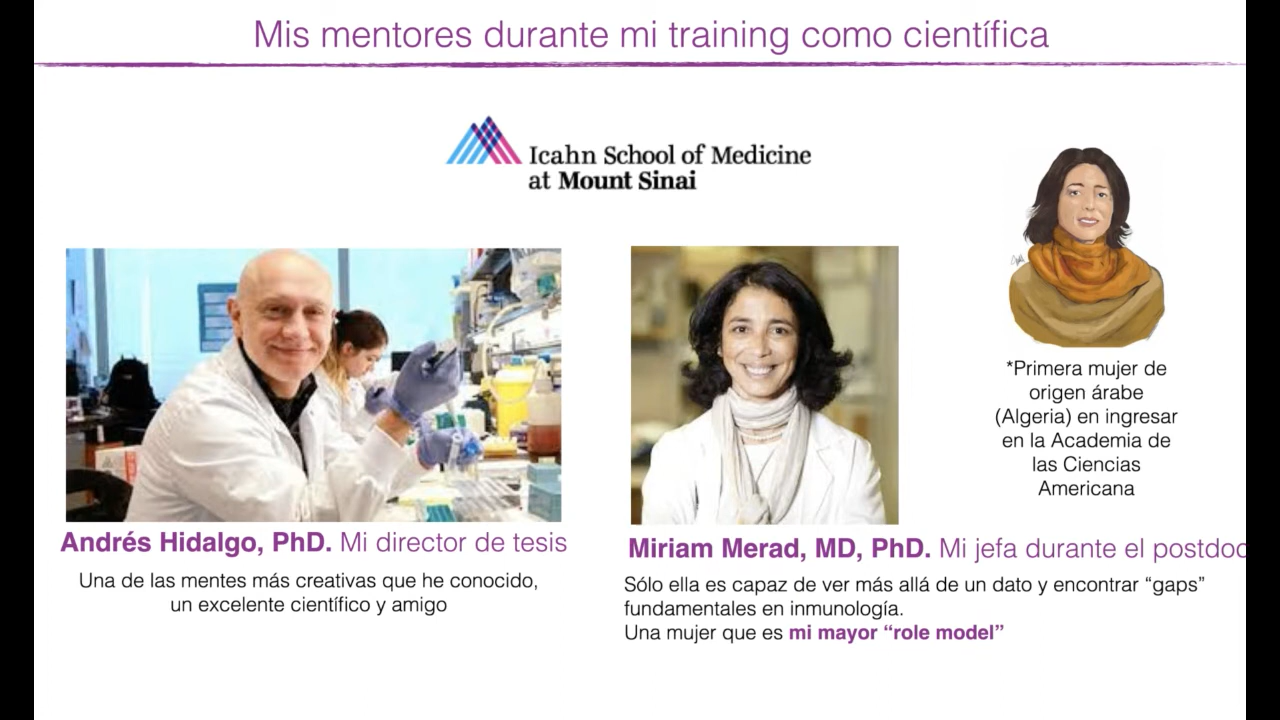 Mis mentores durante mi training como científica
Icahn School of Medicine
at Mount Sinai
Andrés Hidalgo, PhD. Mi director de tesis
Una de las mentes más creativas que he conocido,
un excelente científico y amigo
Miriam Merad, MD, PhD. Mi jefa durante el postdoc
Sólo ella es capaz de ver más allá de un dato y encontrar “gaps”
fundamentales en inmunología.
Una mujer que es mi mayor “role model”
*Primera mujer de
origen árabe
(Algeria) en ingresar
en la Academia de
las Ciencias
Americana